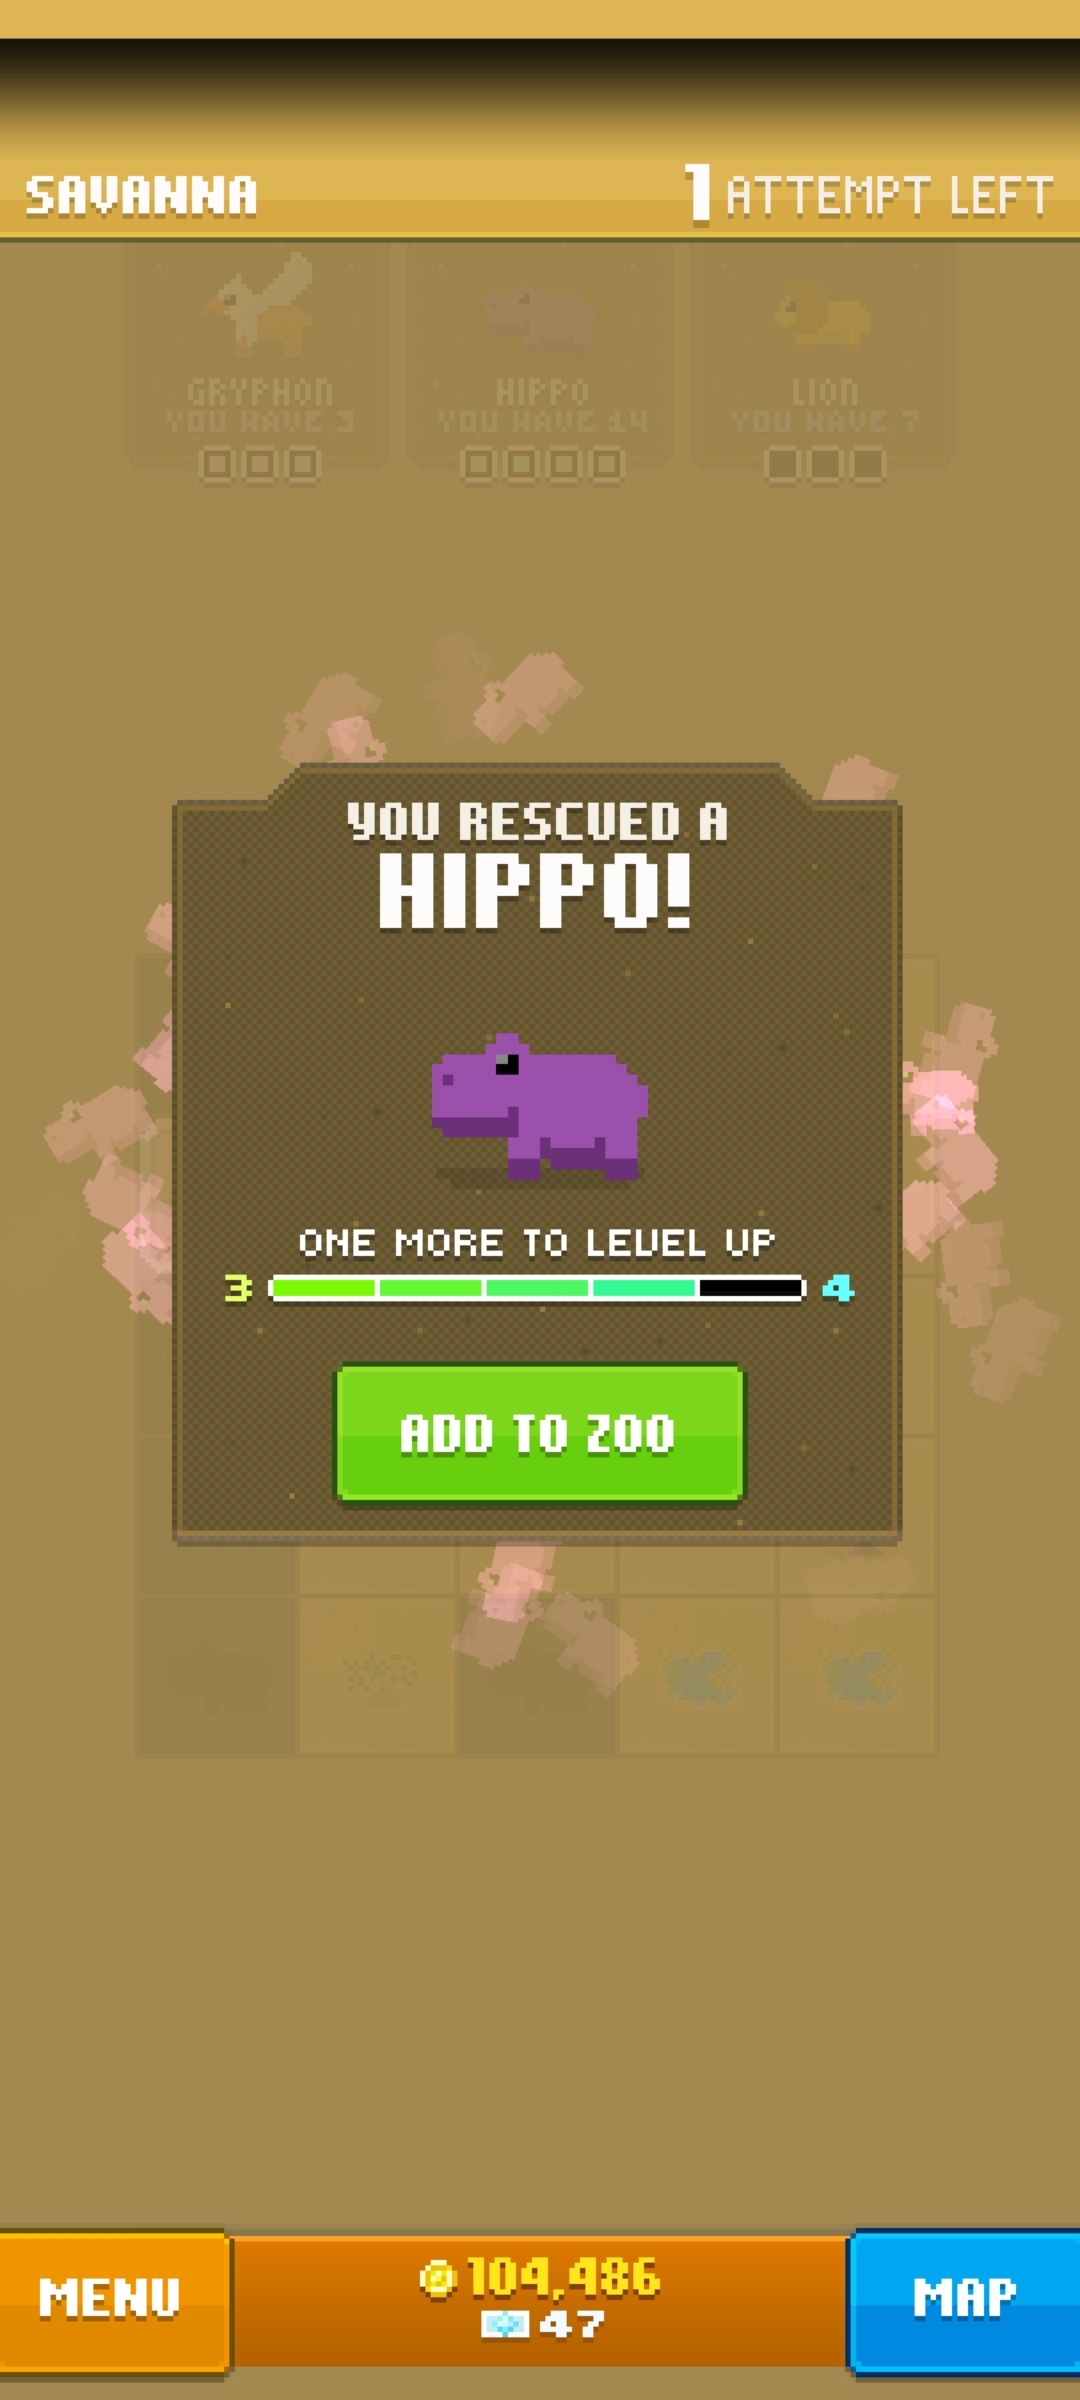 SAVANNA
1 ATTEMPT LEFT
GRYPHON
YOU HAVE 3
HIPPO
YOU HAVE 14
LION
YOU HAVE 7
YOU RESCUED A
HIPPO!
ONE MORE TO LEVEL UP
3
4
ADD TO ZOO
MENU
104,486
47
MAP